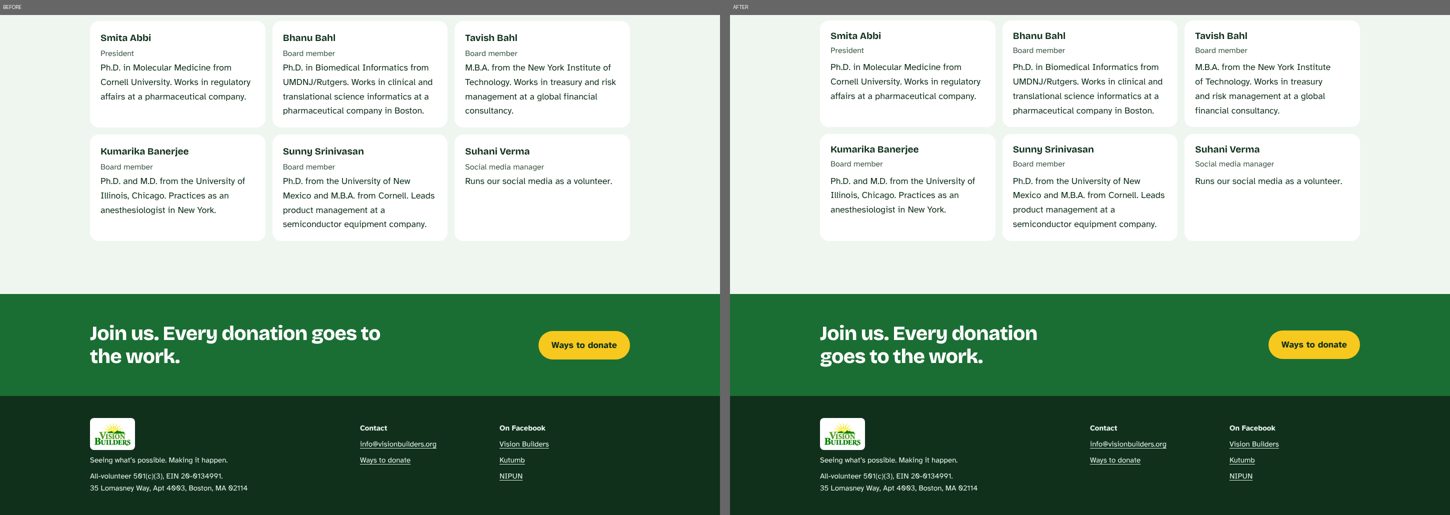 BEFORE
Smita Abbi
President
Ph.D. in Molecular Medicine from
Cornell University. Works in regulatory
affairs at a pharmaceutical company.
Bhanu Bahl
Board member
Ph.D. in Biomedical Informatics from
UMDNJ/Rutgers. Works in clinical and
translational science informatics at a
pharmaceutical company in Boston.
Tavish Bahl
Board member
M.B.A. from the New York Institute of
Technology. Works in treasury and risk
management at a global financial
consultancy.
Kumarika Banerjee
Board member
Ph.D. and M.D. from the University of
Illinois, Chicago. Practices as an
anesthesiologist in New York.
Sunny Srinivasan
Board member
Ph.D. from the University of New
Mexico and M.B.A. from Cornell. Leads
product management at a
semiconductor equipment company.
Suhani Verma
Social media manager
Runs our social media as a volunteer.
Join us. Every donation goes to
the work.
Ways to donate
VISION
BUILDERS
Seeing what's possible. Making it happen.
All-volunteer 501(c)(3), EIN 20-0134991.
35 Lomasney Way, Apt 4003, Boston, MA 02114
Contact
info@visionbuilders.org
Ways to donate
On Facebook
Vision Builders
Kutumb
NIPUN
AFTER
Smita Abbi
President
Ph.D. in Molecular Medicine from
Cornell University. Works in regulatory
affairs at a pharmaceutical company.
Bhanu Bahl
Board member
Ph.D. in Biomedical Informatics from
UMDNJ/Rutgers. Works in clinical and
translational science informatics at a
pharmaceutical company in Boston.
Tavish Bahl
Board member
M.B.A. from the New York Institute
of Technology. Works in treasury
and risk management at a global
financial consultancy.
Kumarika Banerjee
Board member
Ph.D. and M.D. from the University of
Illinois, Chicago. Practices as an
anesthesiologist in New York.
Sunny Srinivasan
Board member
Ph.D. from the University of New
Mexico and M.B.A. from Cornell. Leads
product management at a
semiconductor equipment company.
Suhani Verma
Social media manager
Runs our social media as a volunteer.
Join us. Every donation
goes to the work.
Ways to donate
VISION
BUILDERS
Seeing what's possible. Making it happen.
All-volunteer 501(c)(3), EIN 20-0134991.
35 Lomasney Way, Apt 4003, Boston, MA 02114
Contact
info@visionbuilders.org
Ways to donate
On Facebook
Vision Builders
Kutumb
NIPUN